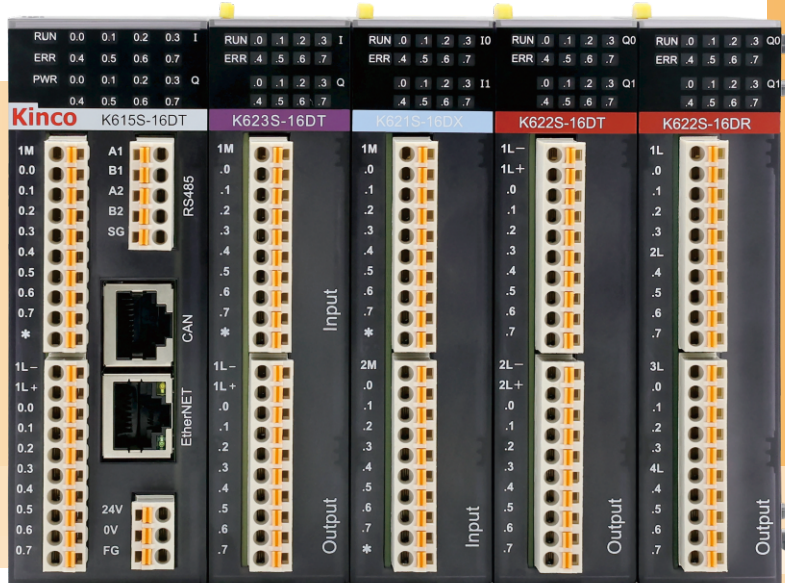 RUN 0.0 0.1 0.2 0.3 I
ERR 0.4 0.5 0.6 0.7
PWR 0.0 0.1 0.2 0.3 Q
0.4 0.5 0.6 0.7
Kinco K615S-16DT
1M
0.0
0.1
0.2
0.3
0.4
0.5
0.6
0.7
*
1L-
1L+
0.0
0.1
0.2
0.3
0.4
0.5
0.6
0.7
A1
B1
A2
B2
SG
RS485
CAN
EtherNET
24V
0V
FG
RUN .0 .1 .2 .3 I
ERR .4 .5 .6 .7
.0 .1 .2 .3 Q
.4 .5 .6 .7
K623S-16DT
1M
.0
.1
.2
.3
.4
.5
.6
.7
*
Input
1L-
1L+
.0
.1
.2
.3
.4
.5
.6
.7
Output
RUN .0 .1 .2 .3 I0
ERR .4 .5 .6 .7
.0 .1 .2 .3 I1
.4 .5 .6 .7
K621S-16DX
1M
.0
.1
.2
.3
.4
.5
.6
.7
*
2M
.0
.1
.2
.3
.4
.5
.6
.7
*
Input
RUN .0 .1 .2 .3 Q0
ERR .4 .5 .6 .7
.0 .1 .2 .3 Q1
.4 .5 .6 .7
K622S-16DT
1L-
1L+
.0
.1
.2
.3
.4
.5
.6
.7
2L-
2L+
.0
.1
.2
.3
.4
.5
.6
.7
Output
RUN .0 .1 .2 .3 Q0
ERR .4 .5 .6 .7
.0 .1 .2 .3 Q1
.4 .5 .6 .7
K622S-16DR
1L
.0
.1
.2
.3
2L
.4
.5
.6
.7
3L
.0
.1
.2
.3
4L
.4
.5
.6
.7
Output